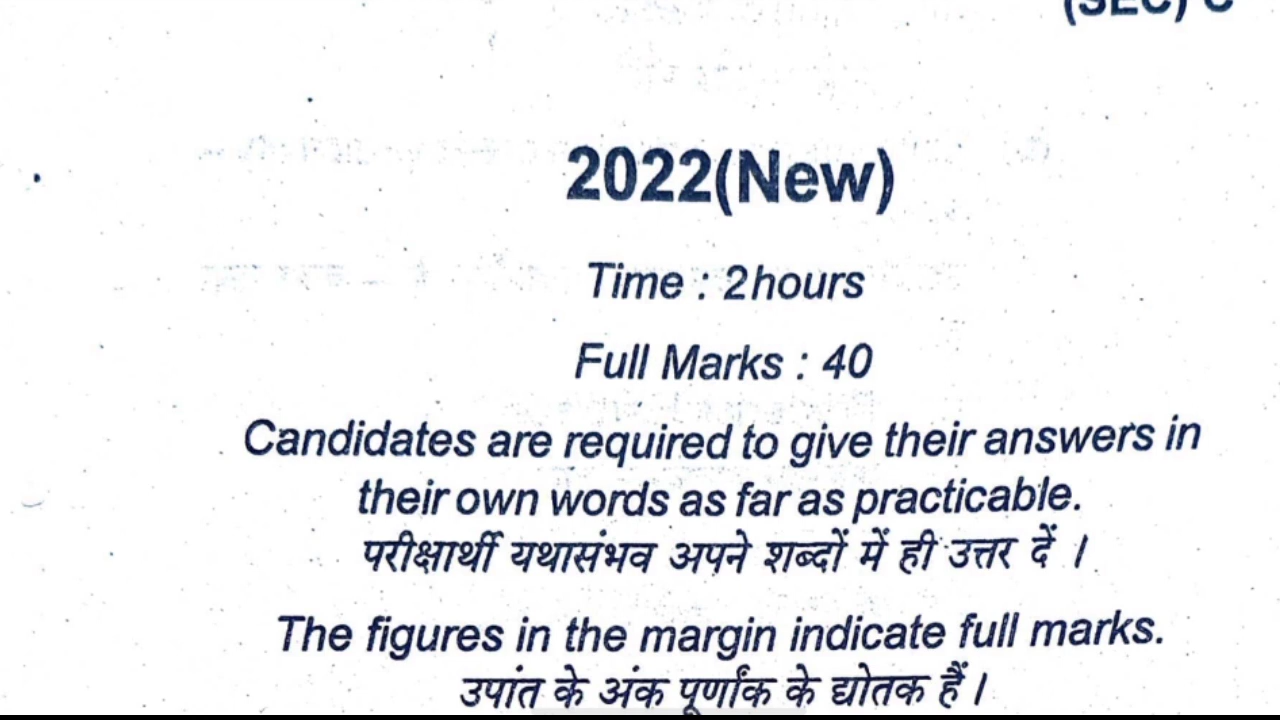 (SEC) C
2022(New)
Time : 2hours
Full Marks : 40
Candidates are required to give their answers in
their own words as far as practicable.
परीक्षार्थी यथासंभव अपने शब्दों में ही उत्तर दें ।
The figures in the margin indicate full marks.
उपांत के अंक पूर्णांक के द्योतक हैं ।